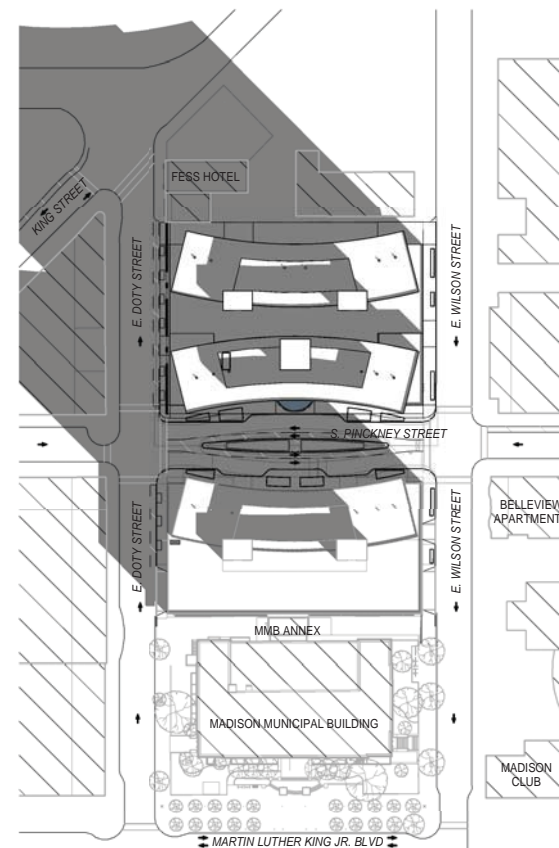 FESS HOTEL
KING STREET
E. DOTY STREET
E. WILSON STREET
S. PINCKNEY STREET
BELLEVIEW
APARTMENT
E. DOTY STREET
E. WILSON STREET
MMB ANNEX
MADISON MUNICIPAL BUILDING
MADISON
CLUB
MARTIN LUTHER KING JR. BLVD